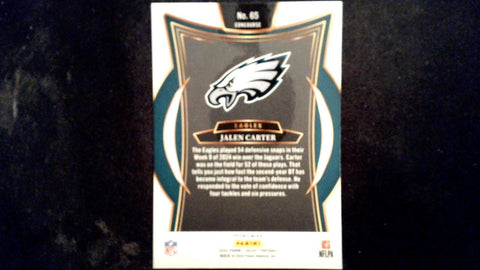 No. 65
CONCOURSE
EAGLES
JALEN CARTER
The Eagles played 54 defensive snaps in their
Week 9 of 2024 win over the Jaguars. Carter
was on the field for 52 of those plays. That
tells you just how fast the second-year DT has
become integral to the team's defense. He
responded to the vote of confidence with
four tackles and six pressures.
PANINI
NFL
NFLPA